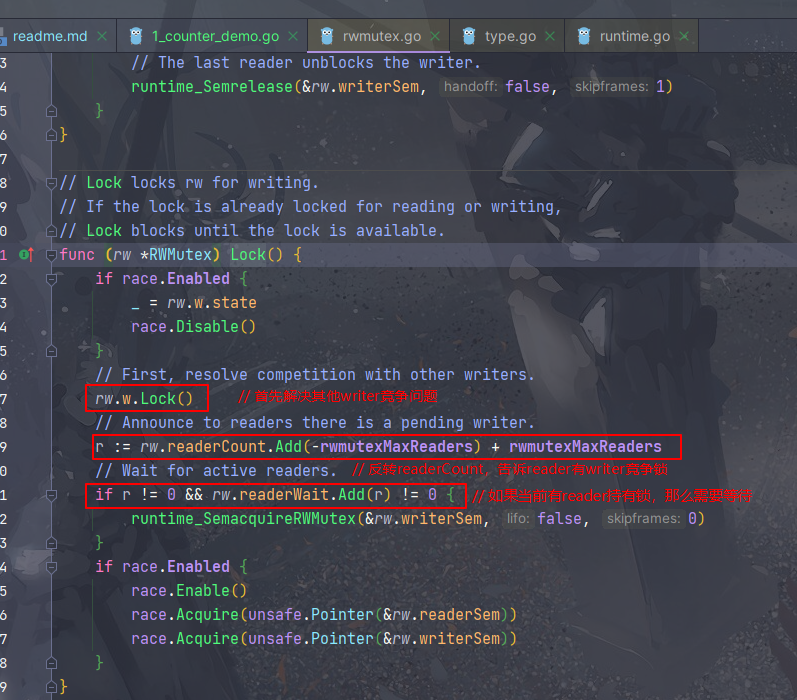 readme.md 1_counter_demo.go rwmutex.go type.go runtime.go
3 // The last reader unblocks the writer.
4 runtime_Semrelease(&rw.writerSem, handoff: false, skipframes: 1)
5 }
6 }
7
8 // Lock locks rw for writing.
9 // If the lock is already locked for reading or writing,
0 // Lock blocks until the lock is available.
1 func (rw *RWMutex) Lock() {
2 if race.Enabled {
3 _ = rw.w.state
4 race.Disable()
5 }
6 // First, resolve competition with other writers.
7 rw.w.Lock() // 首先解决其他writer竞争问题
8 // Announce to readers there is a pending writer.
9 r := rw.readerCount.Add(-rwmutexMaxReaders) + rwmutexMaxReaders
0 // Wait for active readers. // 反转readerCount，告诉reader有writer竞争锁
1 if r != 0 && rw.readerWait.Add(r) != 0 { // 如果当前有reader持有锁，那么需要等待
2 runtime_SemacquireRWMutex(&rw.writerSem, lifo: false, skipframes: 0)
3 }
4 if race.Enabled {
5 race.Enable()
6 race.Acquire(unsafe.Pointer(&rw.readerSem))
7 race.Acquire(unsafe.Pointer(&rw.writerSem))
8 }
9 }